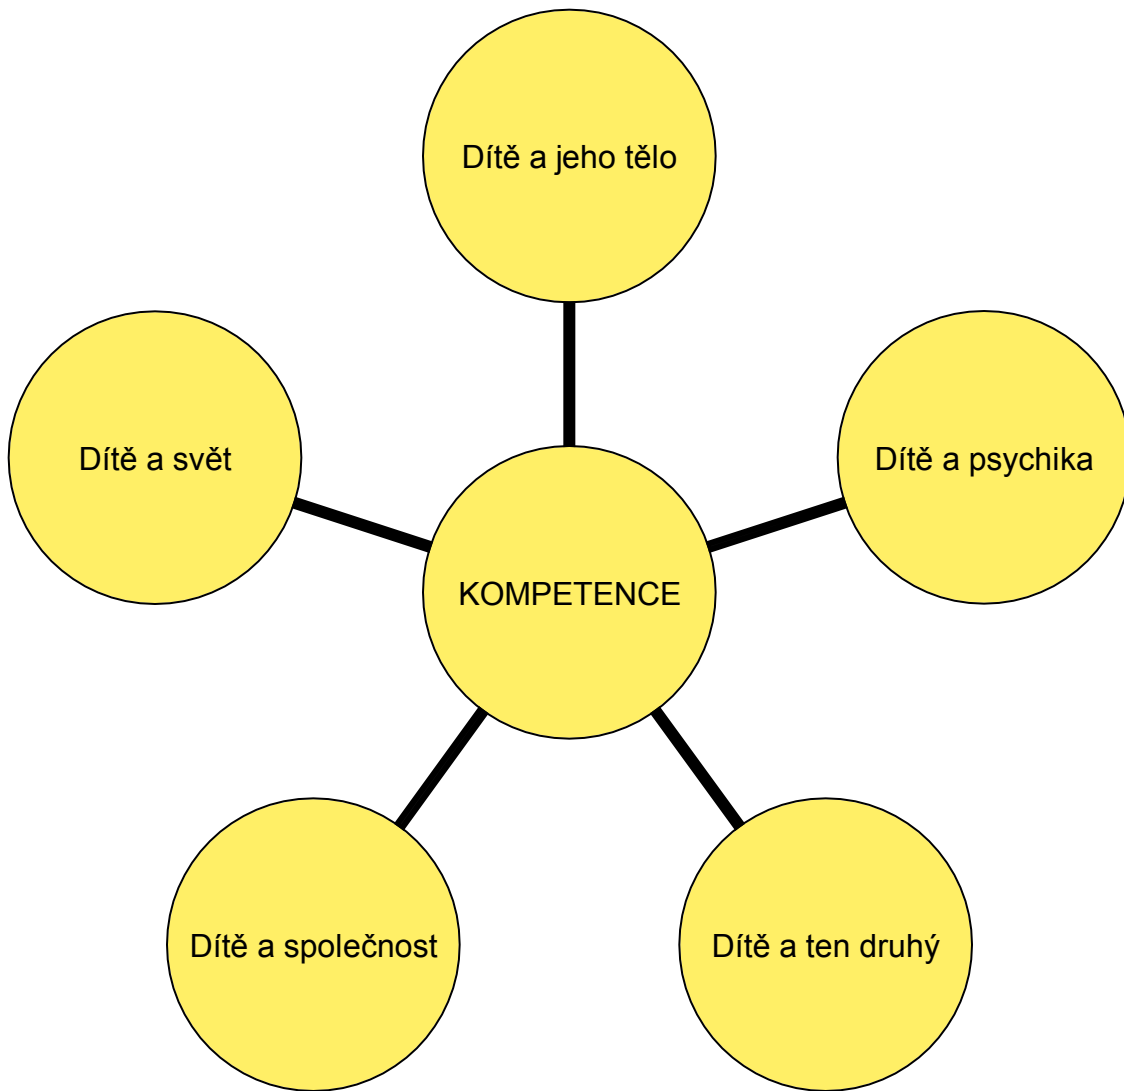 Dítě a jeho tělo
Dítě a svět
Dítě a psychika
KOMPETENCE
Dítě a společnost
Dítě a ten druhý